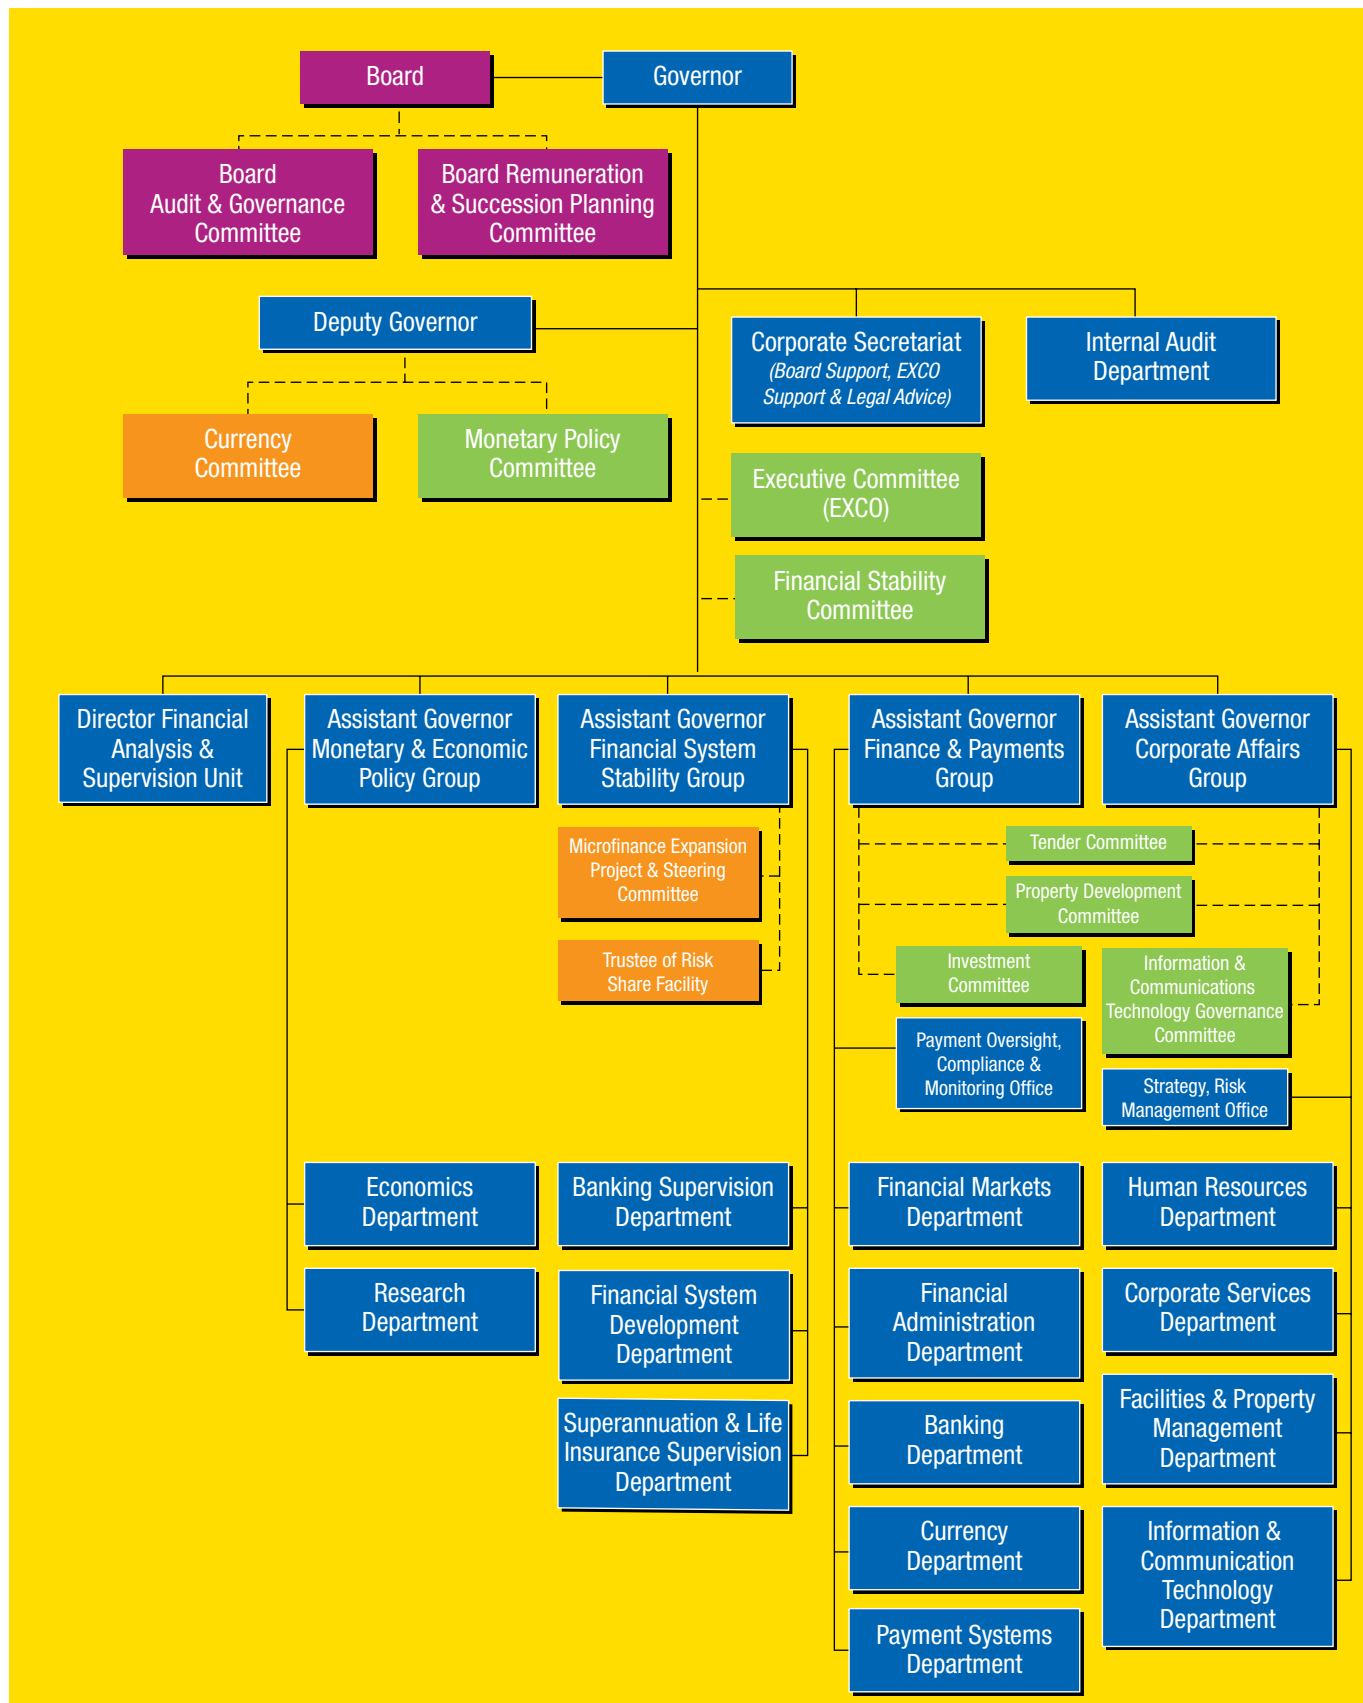 Board
Governor
Board
Audit & Governance
Committee
Board Remuneration
& Succession Planning
Committee
Deputy Governor
Corporate Secretariat
(Board Support, EXCO
Support & Legal Advice)
Internal Audit
Department
Currency
Committee
Monetary Policy
Committee
Executive Committee
(EXCO)
Financial Stability
Committee
Director Financial
Analysis &
Supervision Unit
Assistant Governor
Monetary & Economic
Policy Group
Assistant Governor
Financial System
Stability Group
Assistant Governor
Finance & Payments
Group
Assistant Governor
Corporate Affairs
Group
Microfinance Expansion
Project & Steering
Committee
Trustee of Risk
Share Facility
Tender Committee
Property Development
Committee
Investment
Committee
Information &
Communications
Technology Governance
Committee
Payment Oversight,
Compliance &
Monitoring Office
Strategy, Risk
Management Office
Economics
Department
Banking Supervision
Department
Financial Markets
Department
Human Resources
Department
Research
Department
Financial System
Development
Department
Financial
Administration
Department
Corporate Services
Department
Superannuation & Life
Insurance Supervision
Department
Banking
Department
Facilities & Property
Management
Department
Currency
Department
Information &
Communication
Technology
Department
Payment Systems
Department